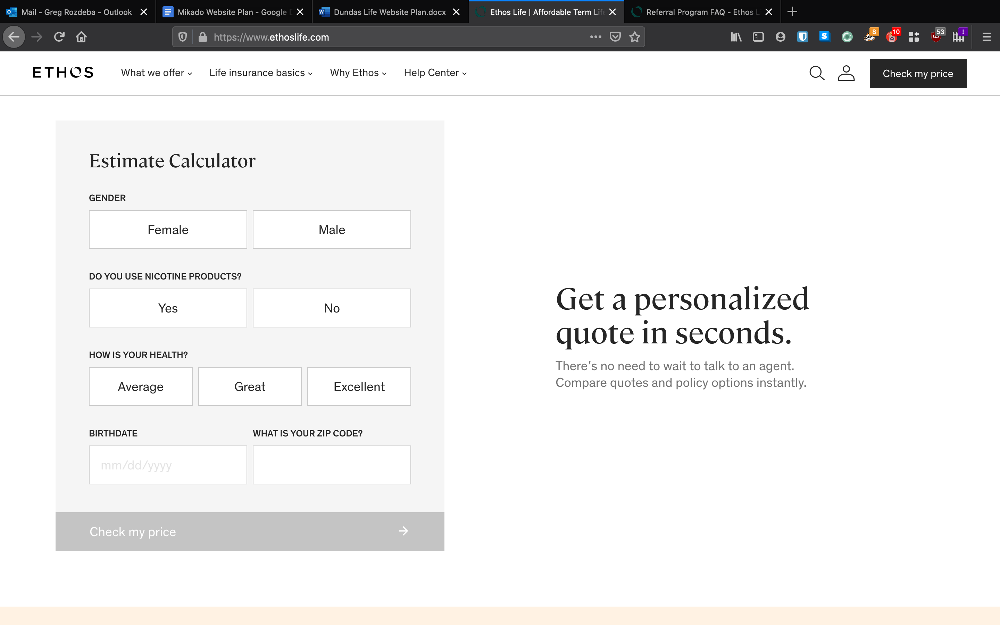 Mail - Greg Rozdeba - Outlook
Mikado Website Plan - Google
Dundas Life Website Plan.docx
Ethos Life | Affordable Term Life
Referral Program FAQ - Ethos
https://www.ethoslife.com
8
10
53
!
ETHOS
What we offer
Life insurance basics
Why Ethos
Help Center
Check my price
Estimate Calculator
GENDER
Female
Male
DO YOU USE NICOTINE PRODUCTS?
Yes
No
HOW IS YOUR HEALTH?
Average
Great
Excellent
BIRTHDATE
WHAT IS YOUR ZIP CODE?
mm/dd/yyyy
Check my price
Get a personalized
quote in seconds.
There's no need to wait to talk to an agent.
Compare quotes and policy options instantly.